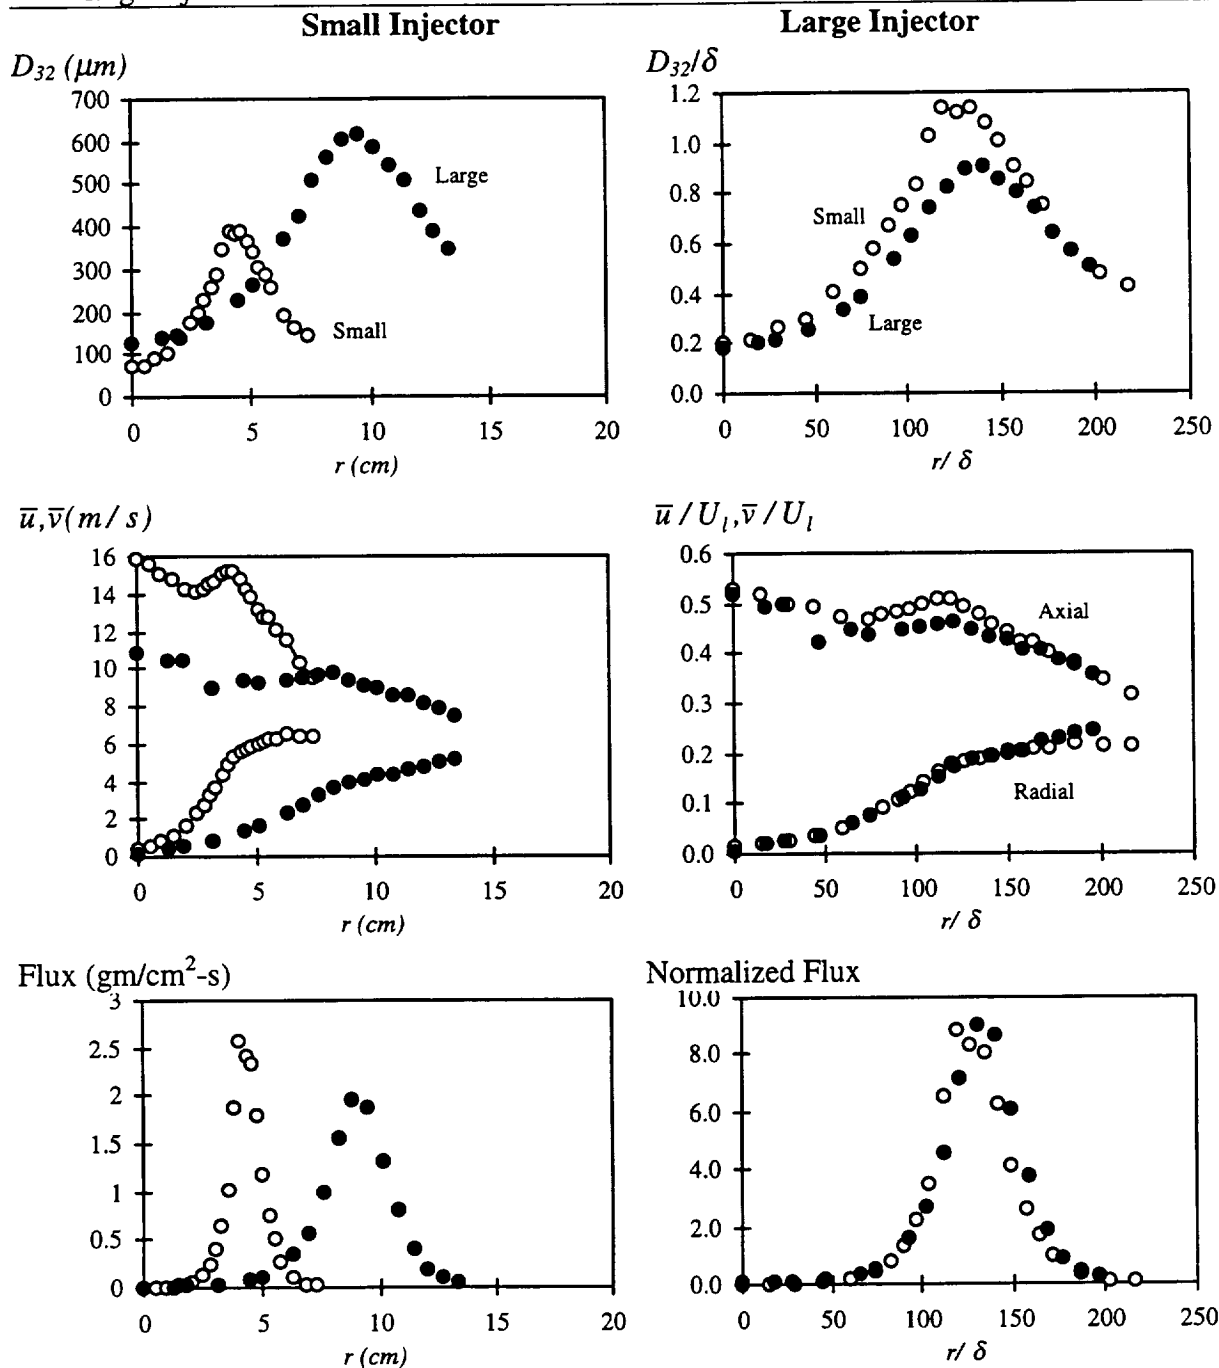 Small Injector Large Injector
D32 (μm) D32/δ
700
600
500
400
300
200
100
0
Large
Small
0 5 10 15 20
r (cm)
1.2
1.0
0.8
0.6
0.4
0.2
0.0
Small
Large
0 50 100 150 200 250
r/ δ
u̅,v̅(m/s) u̅/Uₗ,v̅/Uₗ
16
14
12
10
8
6
4
2
0
0 5 10 15 20
r (cm)
0.6
0.5
0.4
0.3
0.2
0.1
0.0
Axial
Radial
0 50 100 150 200 250
r/ δ
Flux (gm/cm²-s) Normalized Flux
3
2.5
2
1.5
1
0.5
0
0 5 10 15 20
r (cm)
10.0
8.0
6.0
4.0
2.0
0.0
0 50 100 150 200 250
r/ δ